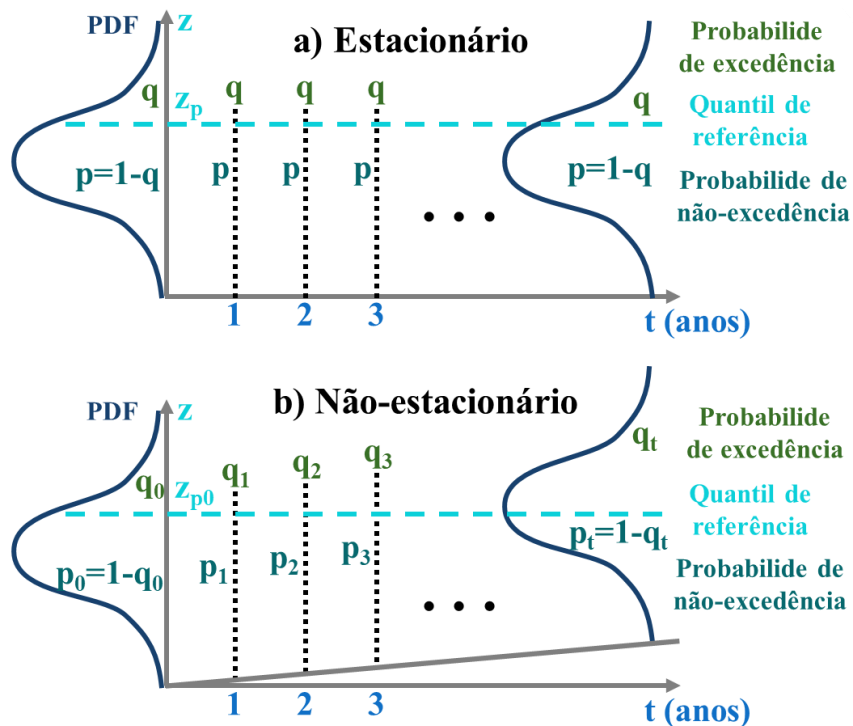 PDF
z
a) Estacionário
Probabilide
de excedência
q
z_p
q
q
q
q
Quantil de
referência
p=1-q
p
p
p
p=1-q
Probabilide de
não-excedência
• • •
1
2
3
t (anos)
PDF
z
b) Não-estacionário
Probabilide
de excedência
q_0
z_p0
q_1
q_2
q_3
q_t
Quantil de
referência
p_0=1-q_0
p_1
p_2
p_3
p_t=1-q_t
Probabilide de
não-excedência
• • •
1
2
3
t (anos)